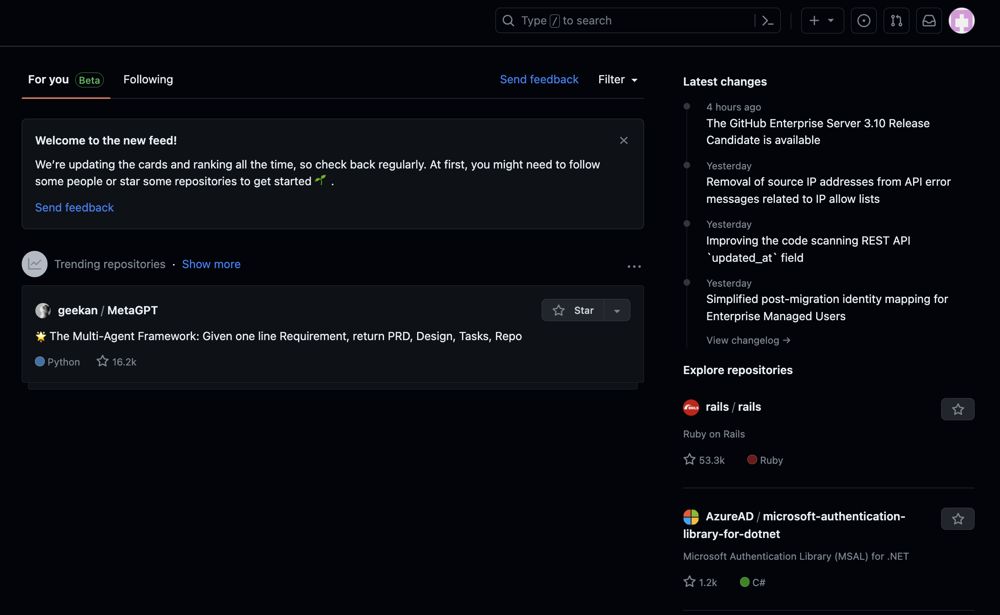 Type / to search
For you Beta Following Send feedback Filter
Welcome to the new feed!
We’re updating the cards and ranking all the time, so check back regularly. At first, you might need to follow
some people or star some repositories to get started 🌱 .
Send feedback
Trending repositories · Show more
geekan / MetaGPT
Star
🌟 The Multi-Agent Framework: Given one line Requirement, return PRD, Design, Tasks, Repo
Python 16.2k
Latest changes
4 hours ago
The GitHub Enterprise Server 3.10 Release
Candidate is available
Yesterday
Removal of source IP addresses from API error
messages related to IP allow lists
Yesterday
Improving the code scanning REST API
`updated_at` field
Yesterday
Simplified post-migration identity mapping for
Enterprise Managed Users
View changelog →
Explore repositories
RAILS
rails / rails
Ruby on Rails
53.3k Ruby
AzureAD / microsoft-authentication-
library-for-dotnet
Microsoft Authentication Library (MSAL) for .NET
1.2k C#